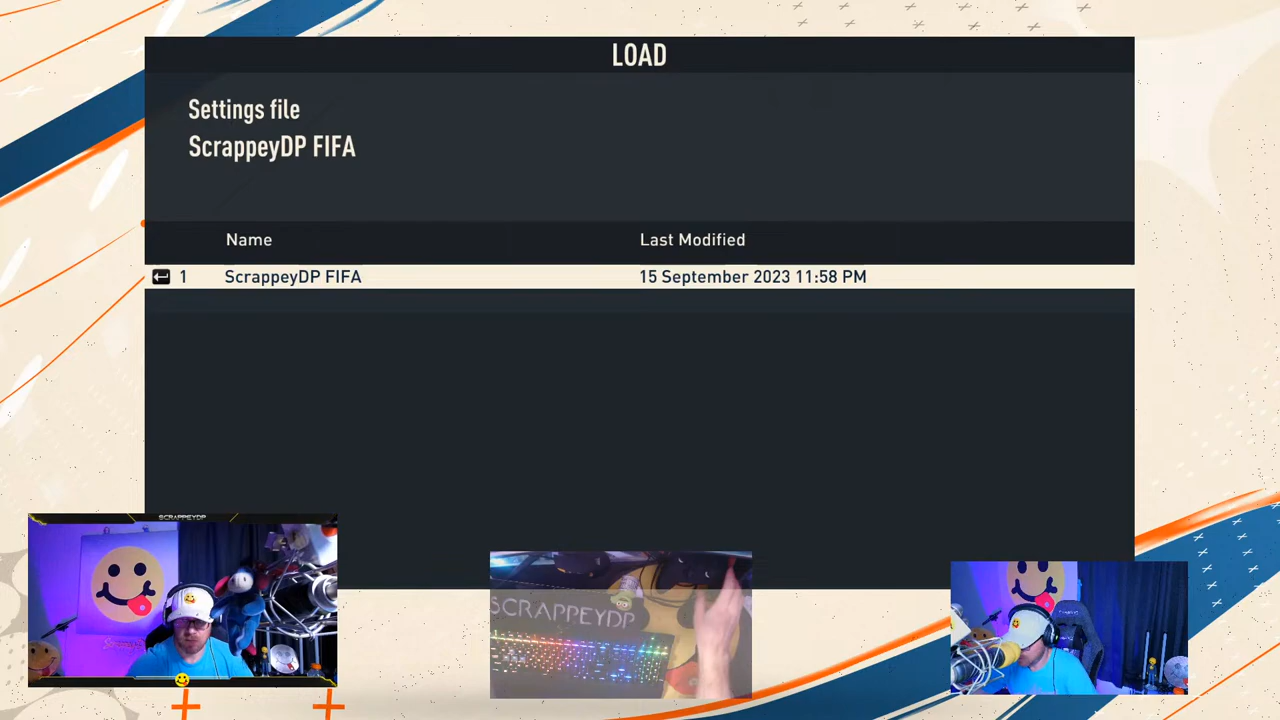 LOAD
Settings file
ScrappeyDP FIFA
Name Last Modified
1 ScrappeyDP FIFA 15 September 2023 11:58 PM
SCRAPPEYDP
SCRAPPEYDP